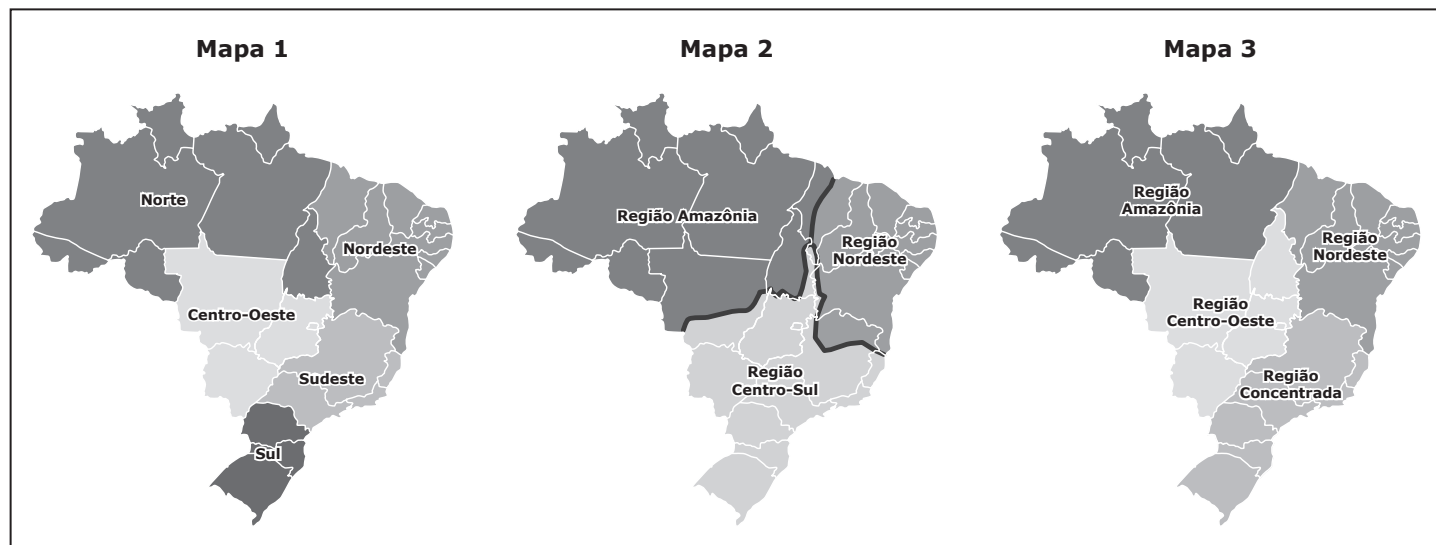 Mapa 1
Norte
Nordeste
Centro-Oeste
Sudeste
Sul
Mapa 2
Região Amazônia
Região
Nordeste
Região
Centro-Sul
Mapa 3
Região
Amazônia
Região
Nordeste
Região
Centro-Oeste
Região
Concentrada